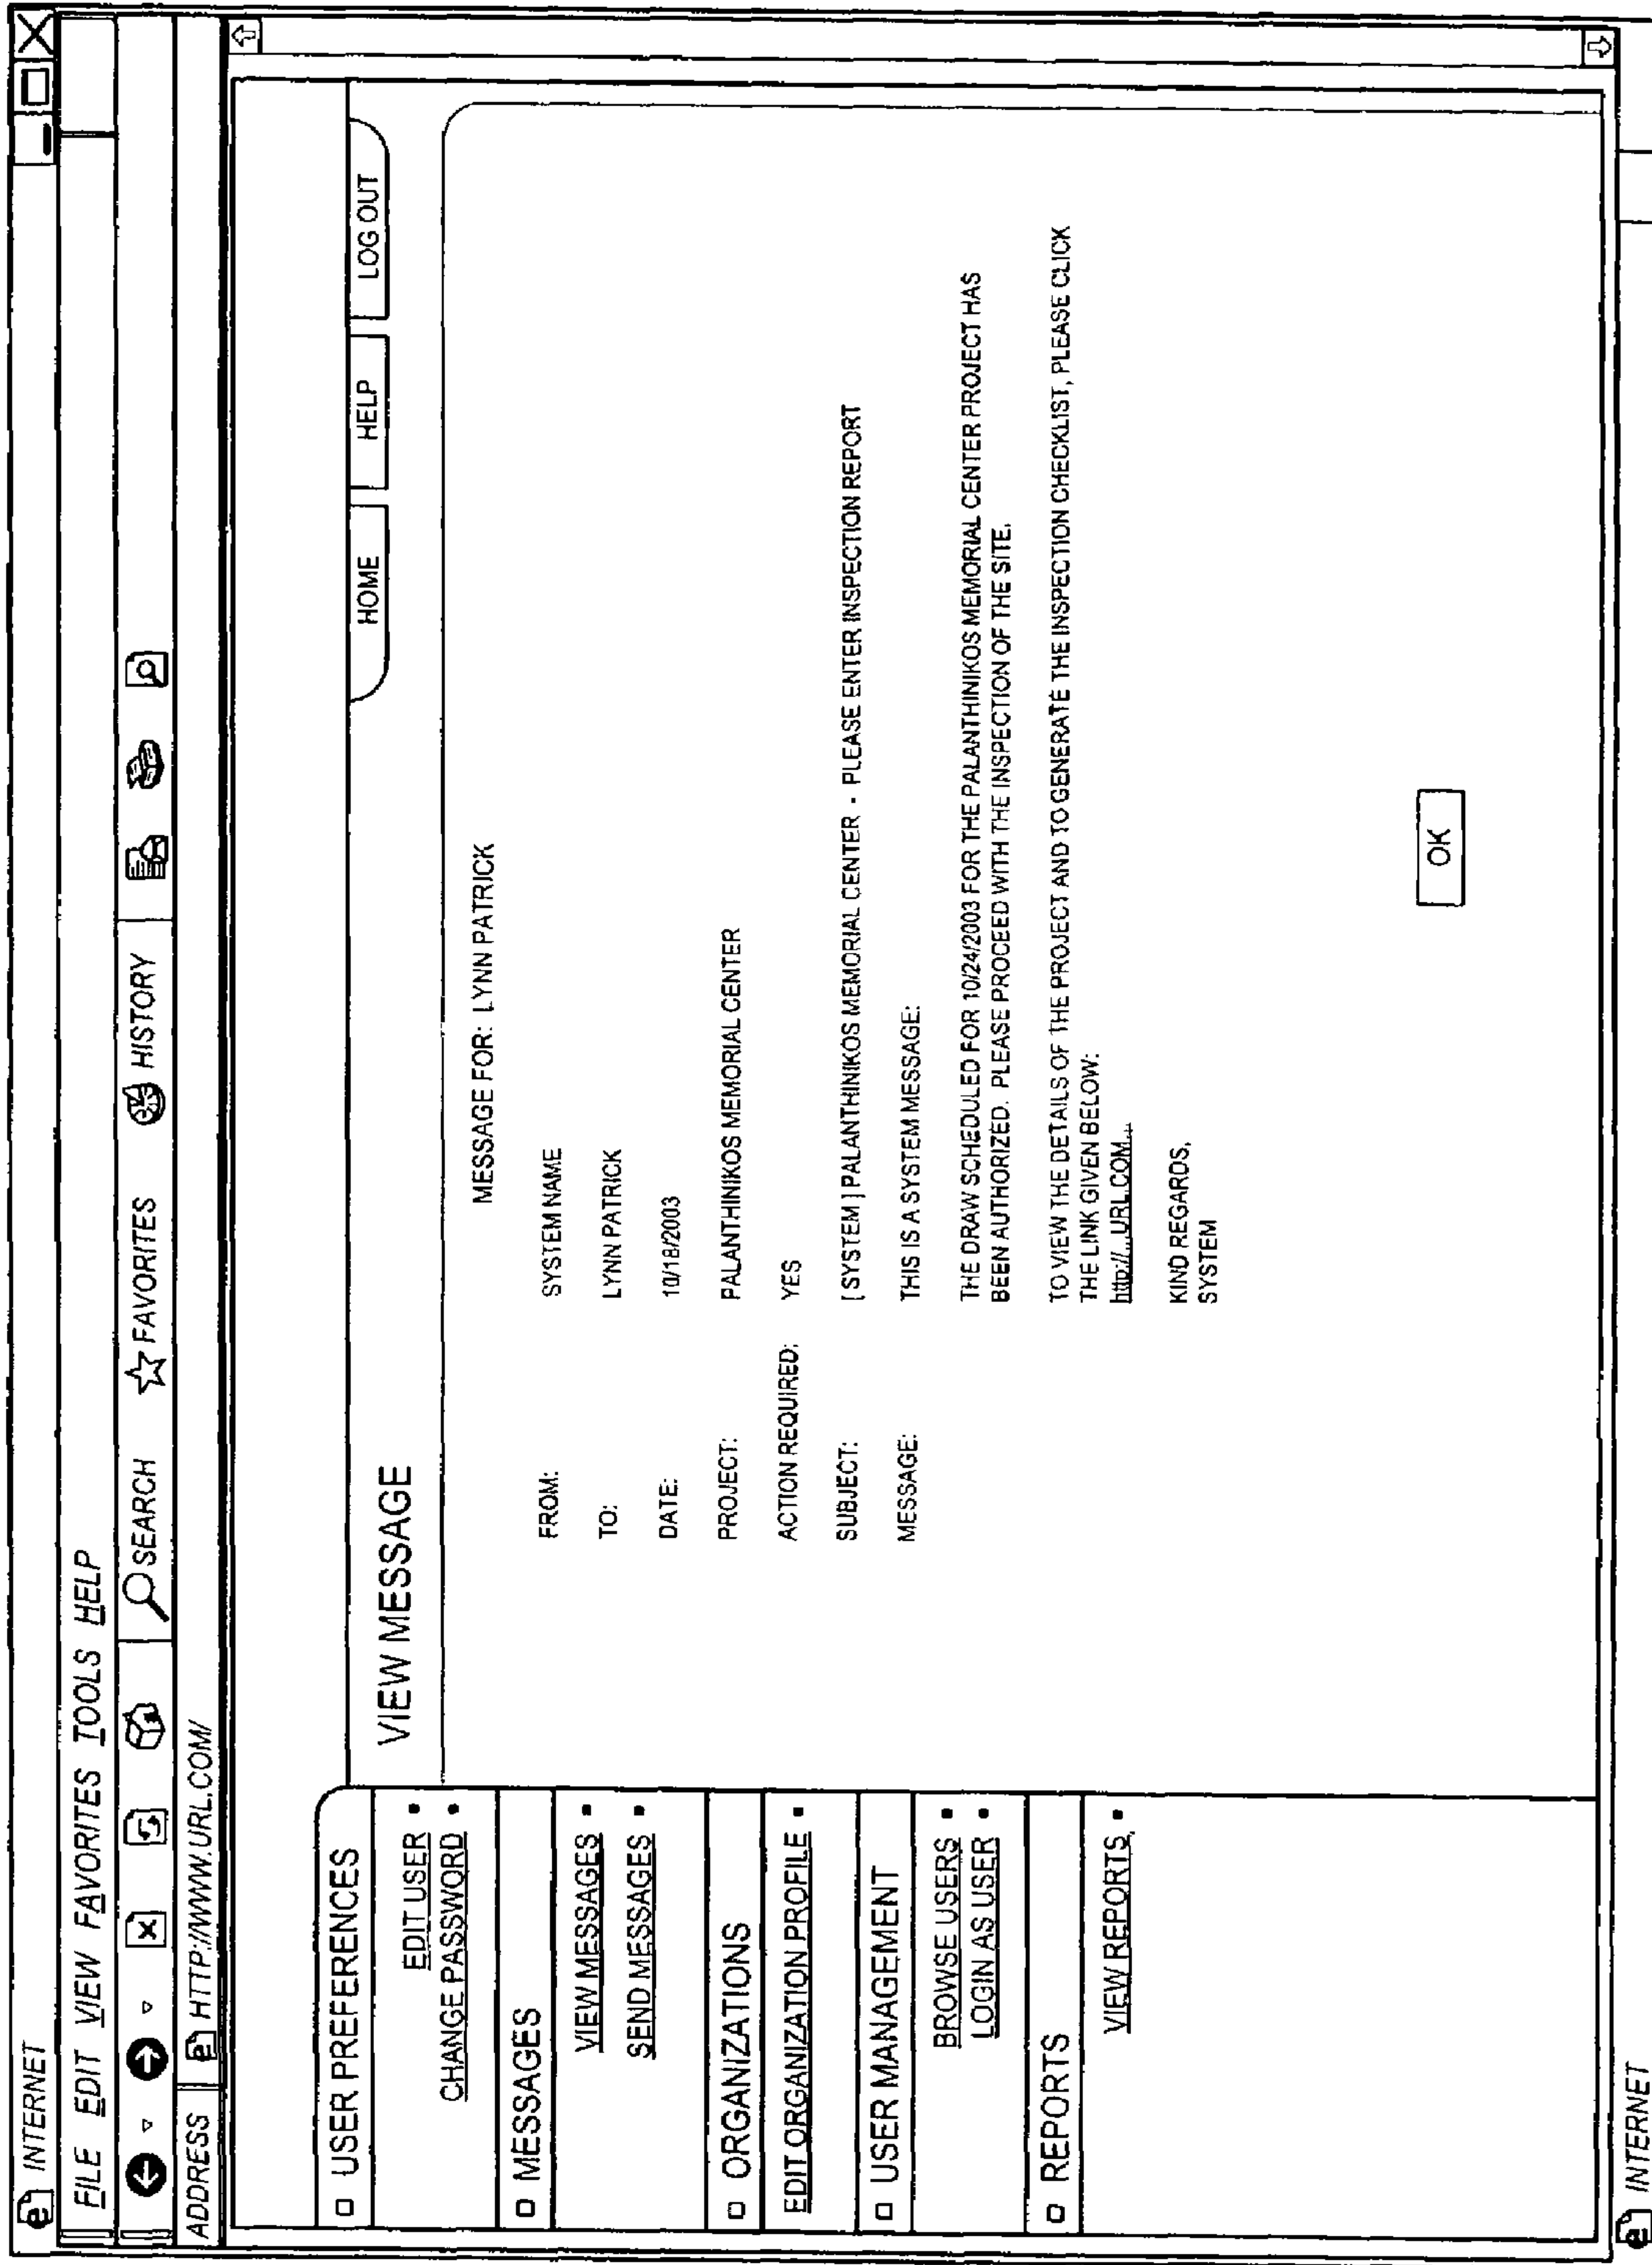 INTERNET
FILE EDIT VIEW FAVORITES TOOLS HELP
SEARCH FAVORITES HISTORY
ADDRESS HTTP://WWW.URL.COM/
HOME HELP LOG OUT
USER PREFERENCES
EDIT USER
CHANGE PASSWORD
MESSAGES
VIEW MESSAGES
SEND MESSAGES
ORGANIZATIONS
EDIT ORGANIZATION PROFILE
USER MANAGEMENT
BROWSE USERS
LOGIN AS USER
REPORTS
VIEW REPORTS
VIEW MESSAGE
MESSAGE FOR: LYNN PATRICK
FROM: SYSTEM NAME
TO: LYNN PATRICK
DATE: 10/18/2003
PROJECT: PALANTHINIKOS MEMORIAL CENTER
ACTION REQUIRED: YES
SUBJECT: [ SYSTEM ] PALANTHINIKOS MEMORIAL CENTER - PLEASE ENTER INSPECTION REPORT
MESSAGE: THIS IS A SYSTEM MESSAGE:
THE DRAW SCHEDULED FOR 10/24/2003 FOR THE PALANTHINIKOS MEMORIAL CENTER PROJECT HAS
BEEN AUTHORIZED. PLEASE PROCEED WITH THE INSPECTION OF THE SITE.
TO VIEW THE DETAILS OF THE PROJECT AND TO GENERATE THE INSPECTION CHECKLIST, PLEASE CLICK
THE LINK GIVEN BELOW:
http://...URL.COM...
KIND REGARDS,
SYSTEM
OK
INTERNET